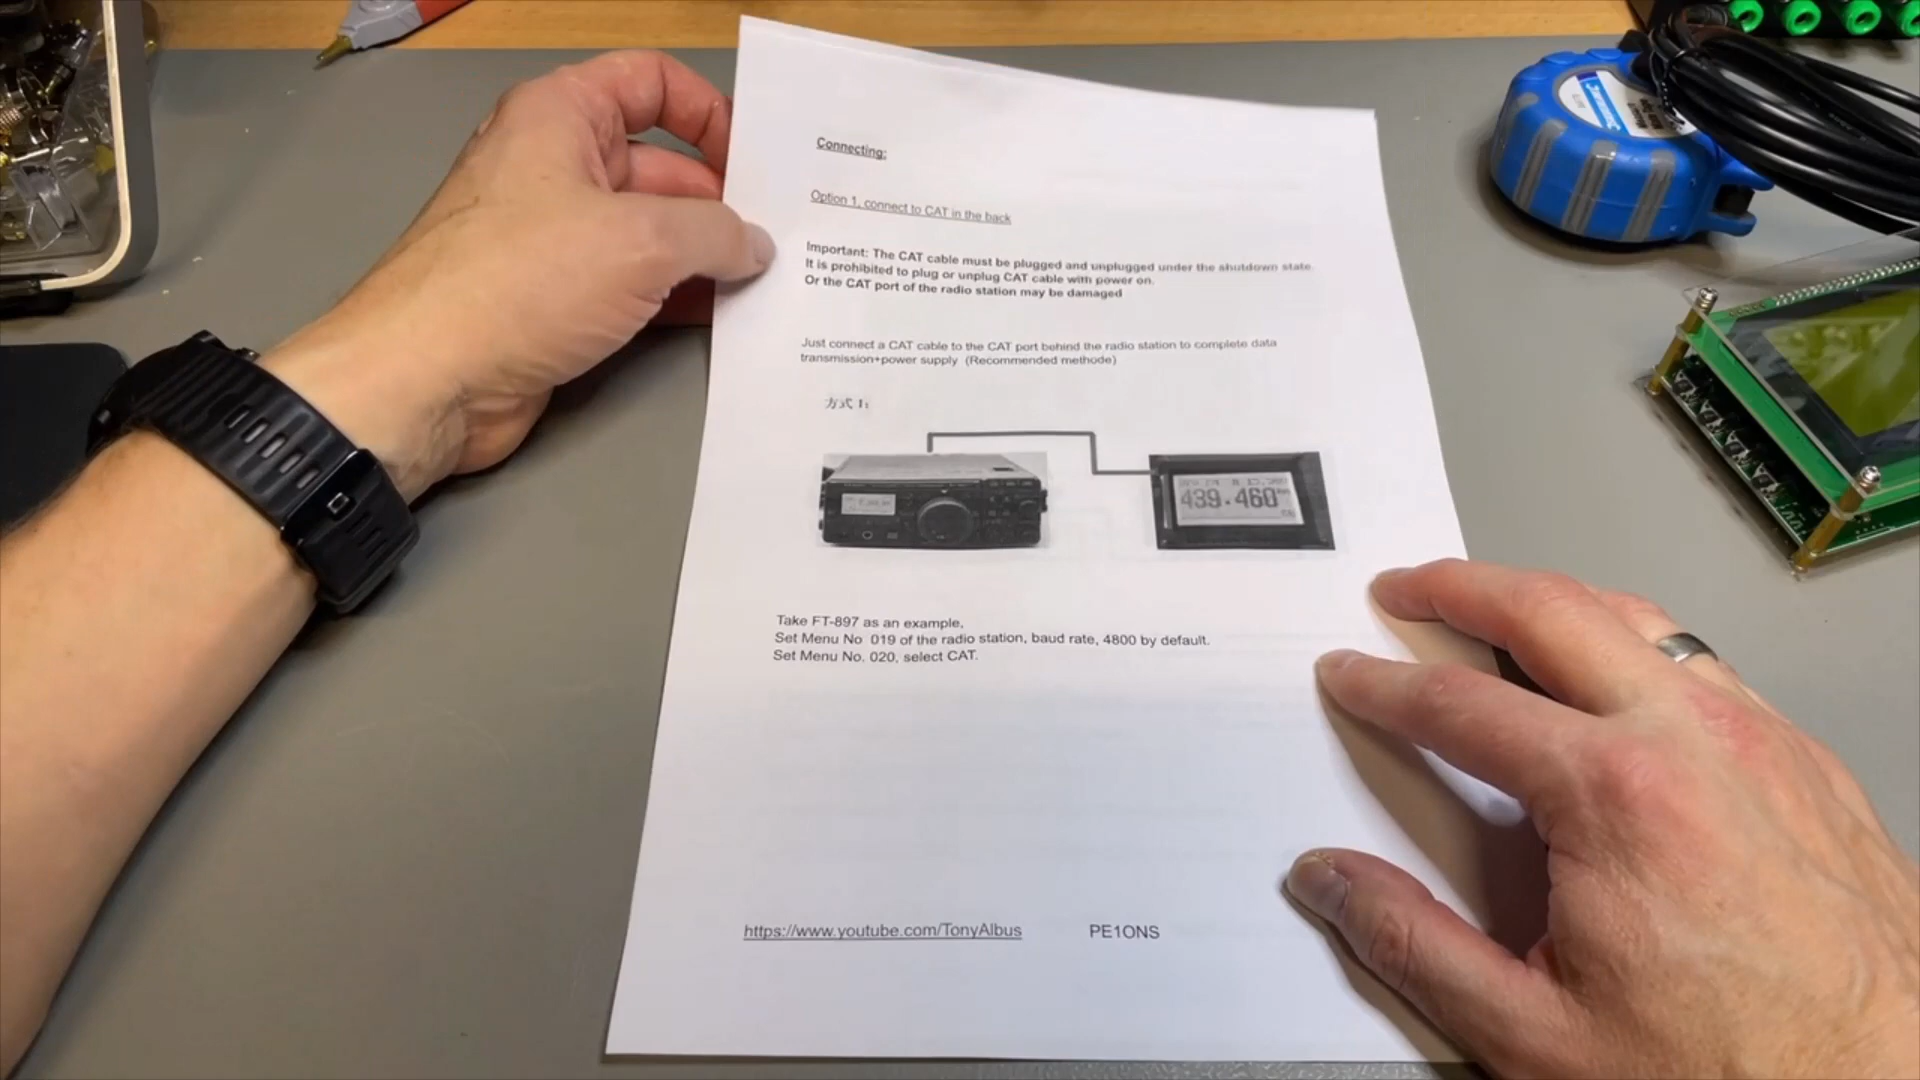 Connecting:
Option 1, connect to CAT in the back
Important: The CAT cable must be plugged and unplugged under the shutdown state.
It is prohibited to plug or unplug CAT cable with power on.
Or the CAT port of the radio station may be damaged
Just connect a CAT cable to the CAT port behind the radio station to complete data
transmission+power supply (Recommended methode)
方式 1:
439.460
Take FT-897 as an example,
Set Menu No 019 of the radio station, baud rate, 4800 by default.
Set Menu No. 020, select CAT.
https://www.youtube.com/TonyAlbus PE1ONS